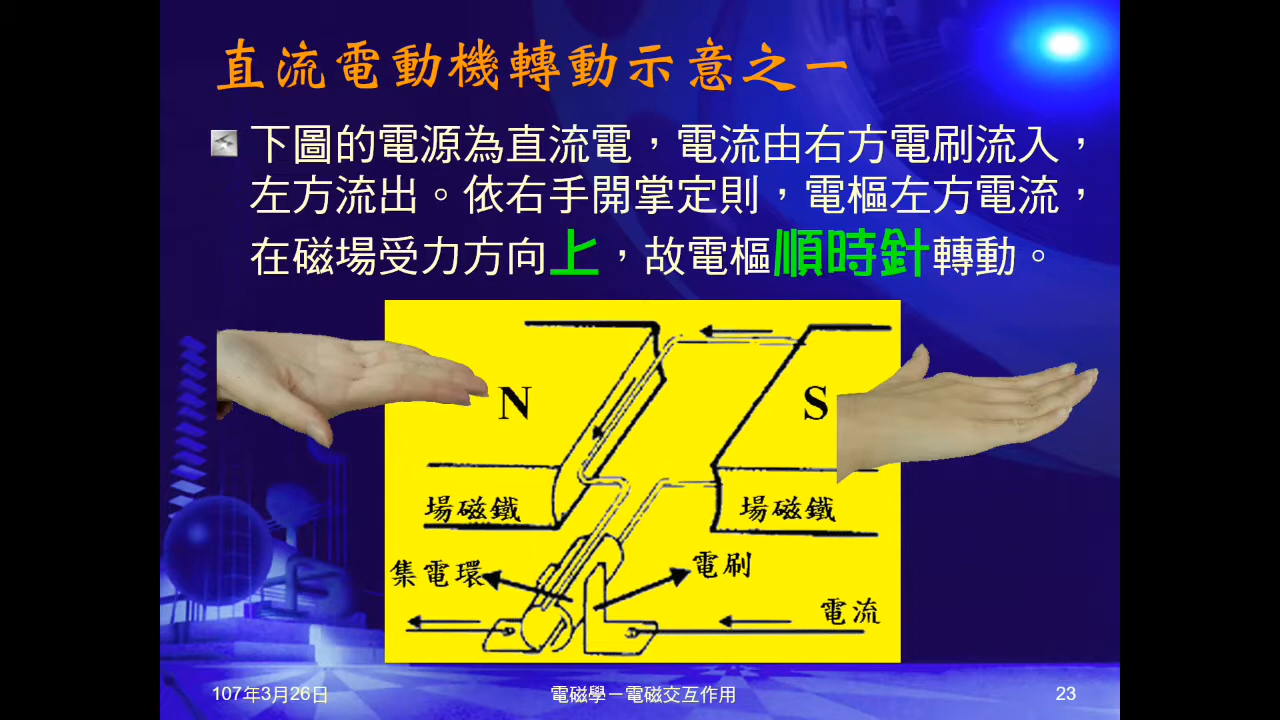 直流電動機轉動示意之一
下圖的電源為直流電，電流由右方電刷流入，
左方流出。依右手開掌定則，電樞左方電流，
在磁場受力方向上，故電樞順時針轉動。
N
S
場磁鐵
場磁鐵
集電環
電刷
電流
107年3月26日
電磁學－電磁交互作用
23